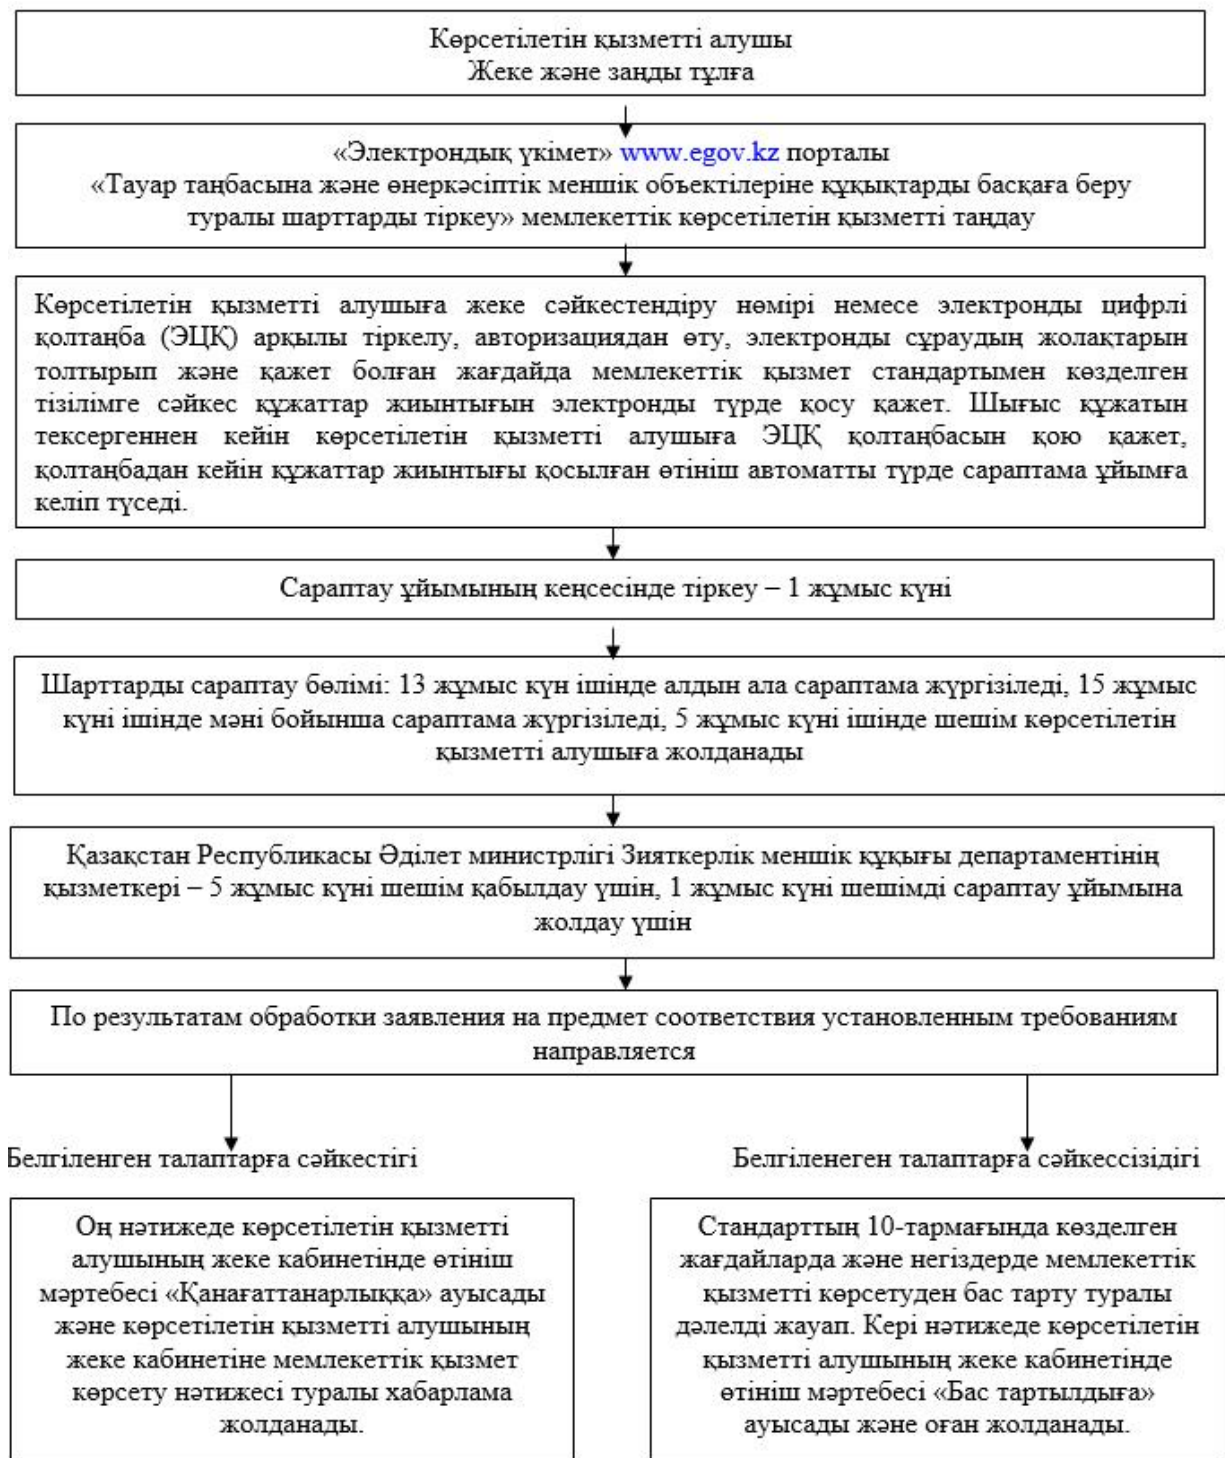 Көрсетілетін қызметті алушы
Жеке және заңды тұлға
«Электрондық үкімет» www.egov.kz порталы
«Тауар таңбасына және өнеркәсіптік меншік объектілеріне құқықтарды басқаға беру
туралы шарттарды тіркеу» мемлекеттік көрсетілетін қызметті таңдау
Көрсетілетін қызметті алушыға жеке сәйкестендіру нөмірі немесе электронды цифрлі
қолтаңба (ЭЦҚ) арқылы тіркелу, авторизациядан өту, электронды сұраудың жолақтарын
толтырып және қажет болған жағдайда мемлекеттік қызмет стандартымен көзделген
тізілімге сәйкес құжаттар жиынтығын электронды түрде қосу қажет. Шығыс құжатын
тексергеннен кейін көрсетілетін қызметті алушыға ЭЦҚ қолтаңбасын қою қажет,
қолтаңбадан кейін құжаттар жиынтығы қосылған өтініш автоматты түрде сараптама ұйымға
келіп түседі.
Сараптау ұйымының кеңсесінде тіркеу – 1 жұмыс күні
Шарттарды сараптау бөлімі: 13 жұмыс күн ішінде алдын ала сараптама жүргізіледі, 15 жұмыс
күні ішінде мәні бойынша сараптама жүргізіледі, 5 жұмыс күні ішінде шешім көрсетілетін
қызметті алушыға жолданады
Қазақстан Республикасы Әділет министрлігі Зияткерлік меншік құқығы департаментінің
қызметкері – 5 жұмыс күні шешім қабылдау үшін, 1 жұмыс күні шешімді сараптау ұйымына
жолдау үшін
По результатам обработки заявления на предмет соответствия установленным требованиям
направляется
Белгіленген талаптарға сәйкестігі
Белгіленеген талаптарға сәйкессізідігі
Оң нәтижеде көрсетілетін қызметті
алушының жеке кабинетінде өтініш
мәртебесі «Қанағаттанарлыққа» ауысады
және көрсетілетін қызметті алушының
жеке кабинетіне мемлекеттік қызмет
көрсету нәтижесі туралы хабарлама
жолданады.
Стандарттың 10-тармағында көзделген
жағдайларда және негіздерде мемлекеттік
қызметті көрсетуден бас тарту туралы
дәлелді жауап. Кері нәтижеде көрсетілетін
қызметті алушының жеке кабинетінде
өтініш мәртебесі «Бас тартылдыға»
ауысады және оған жолданады.